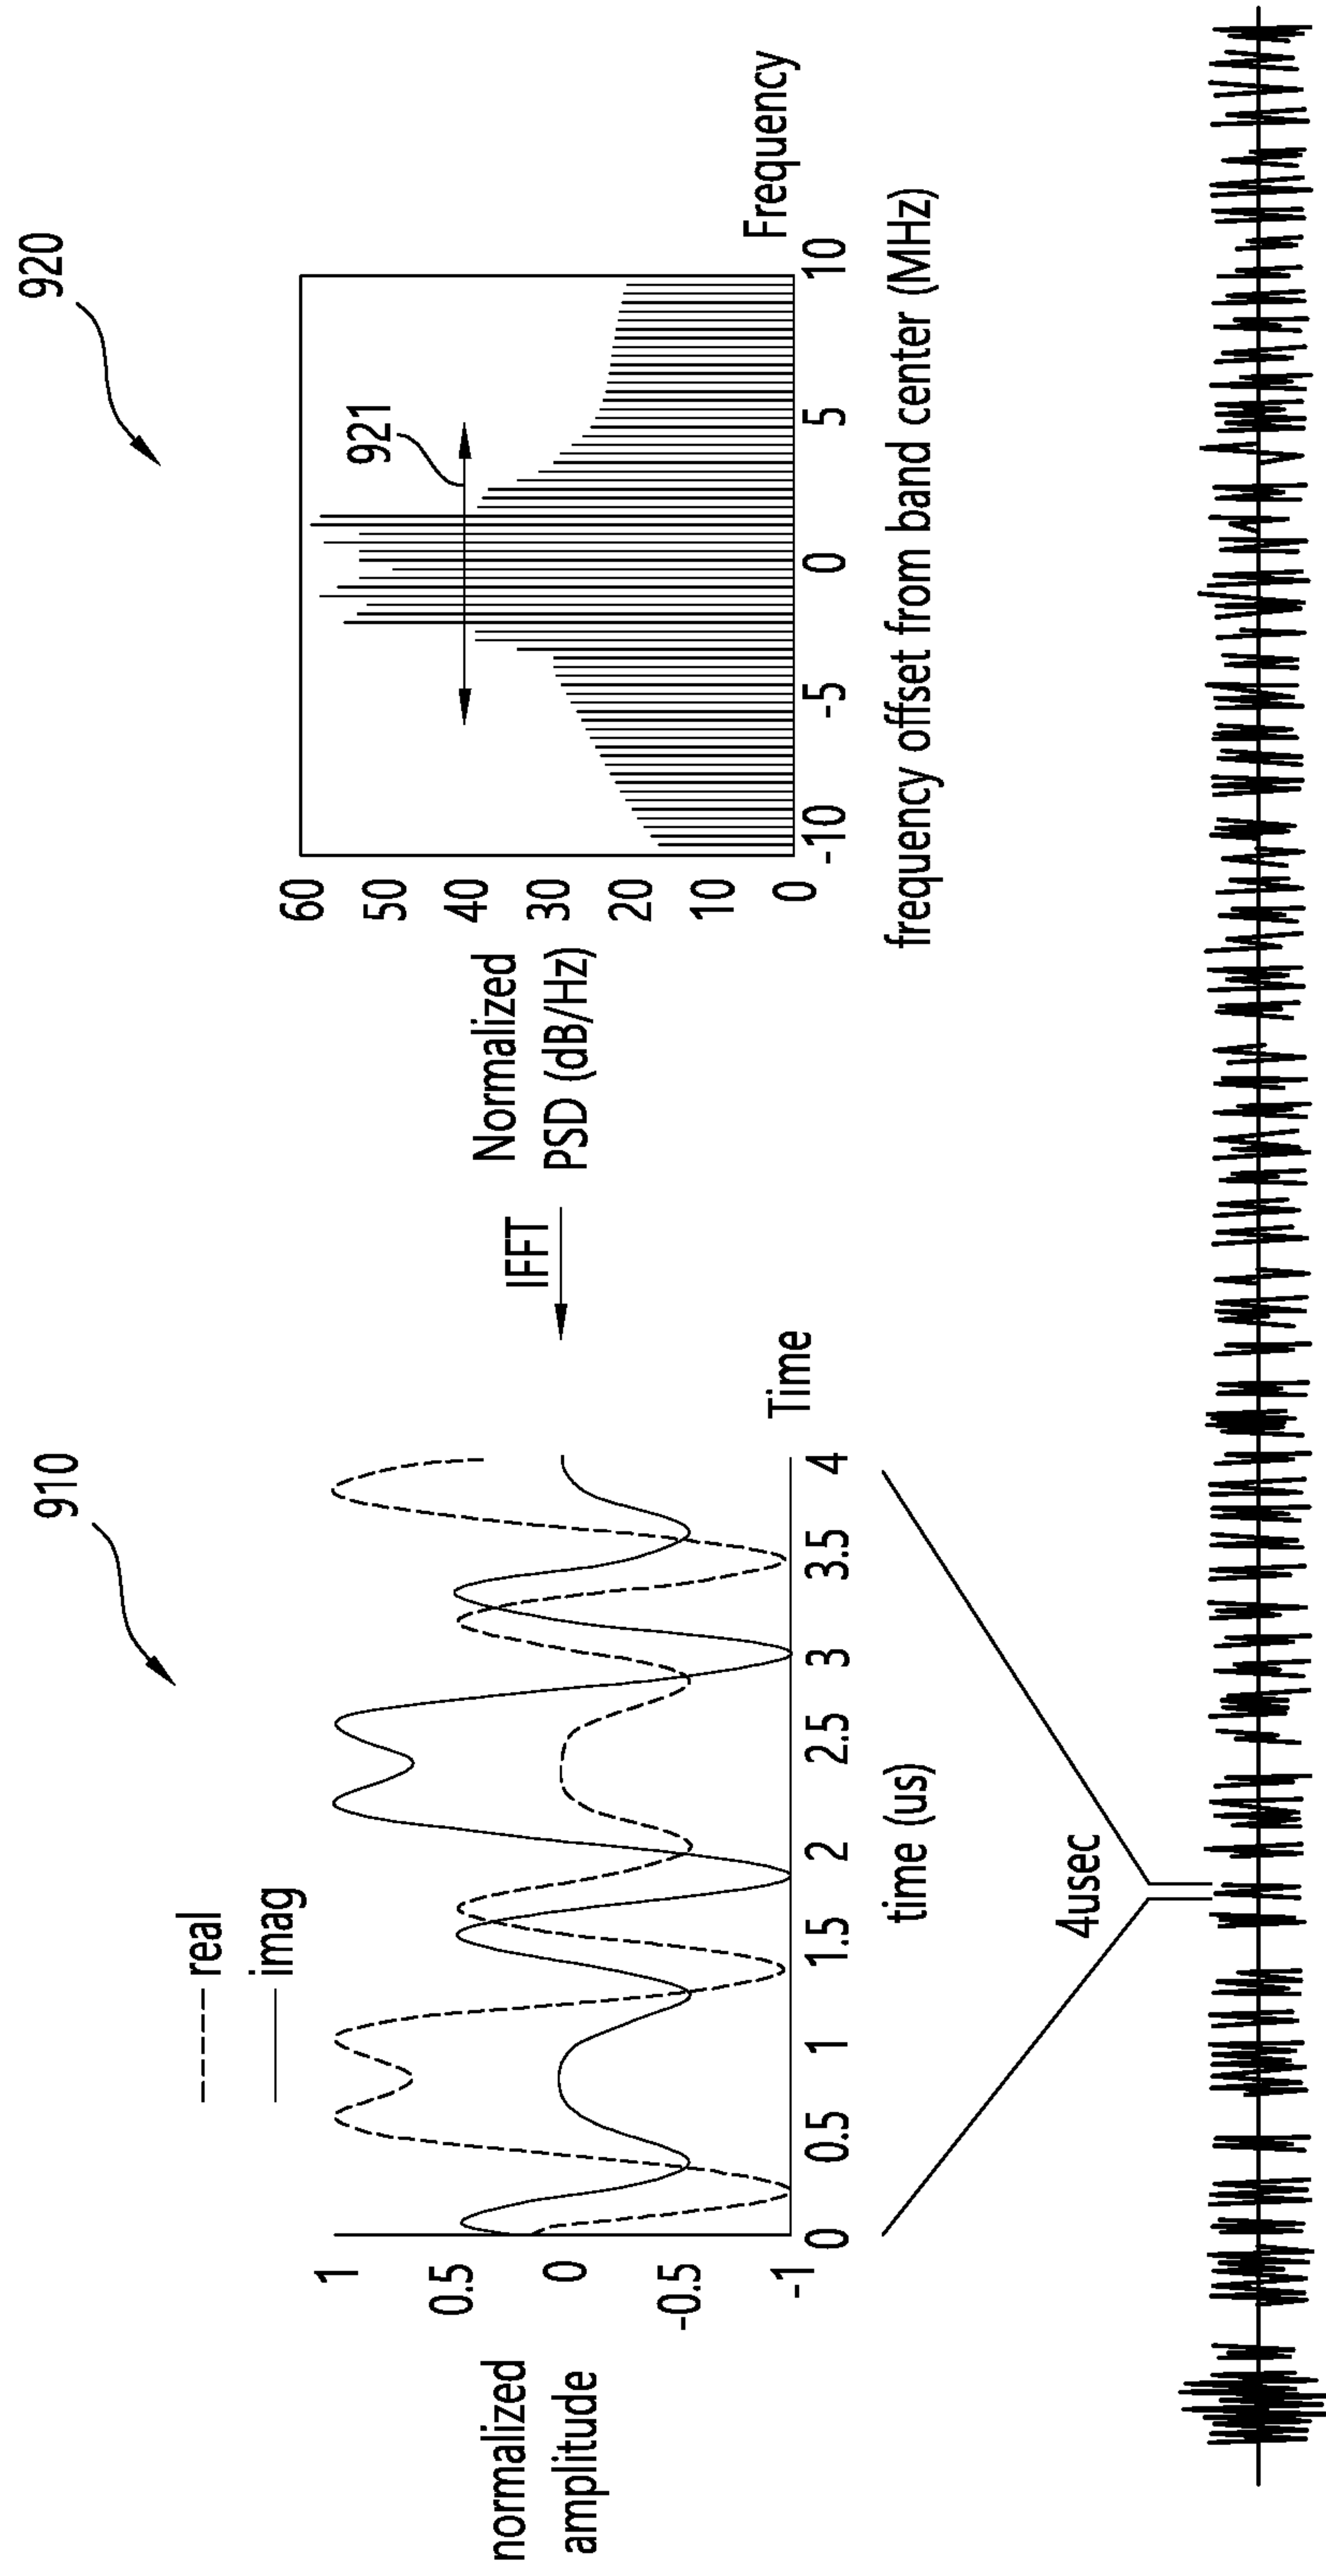 910
real
imag
normalized
amplitude
1
0.5
0
-0.5
-1
0
0.5
1
1.5
2
2.5
3
3.5
4
Time
time (us)
IFFT
920
921
Normalized
PSD (dB/Hz)
60
50
40
30
20
10
0
-10
-5
0
5
10
Frequency
frequency offset from band center (MHz)
4usec